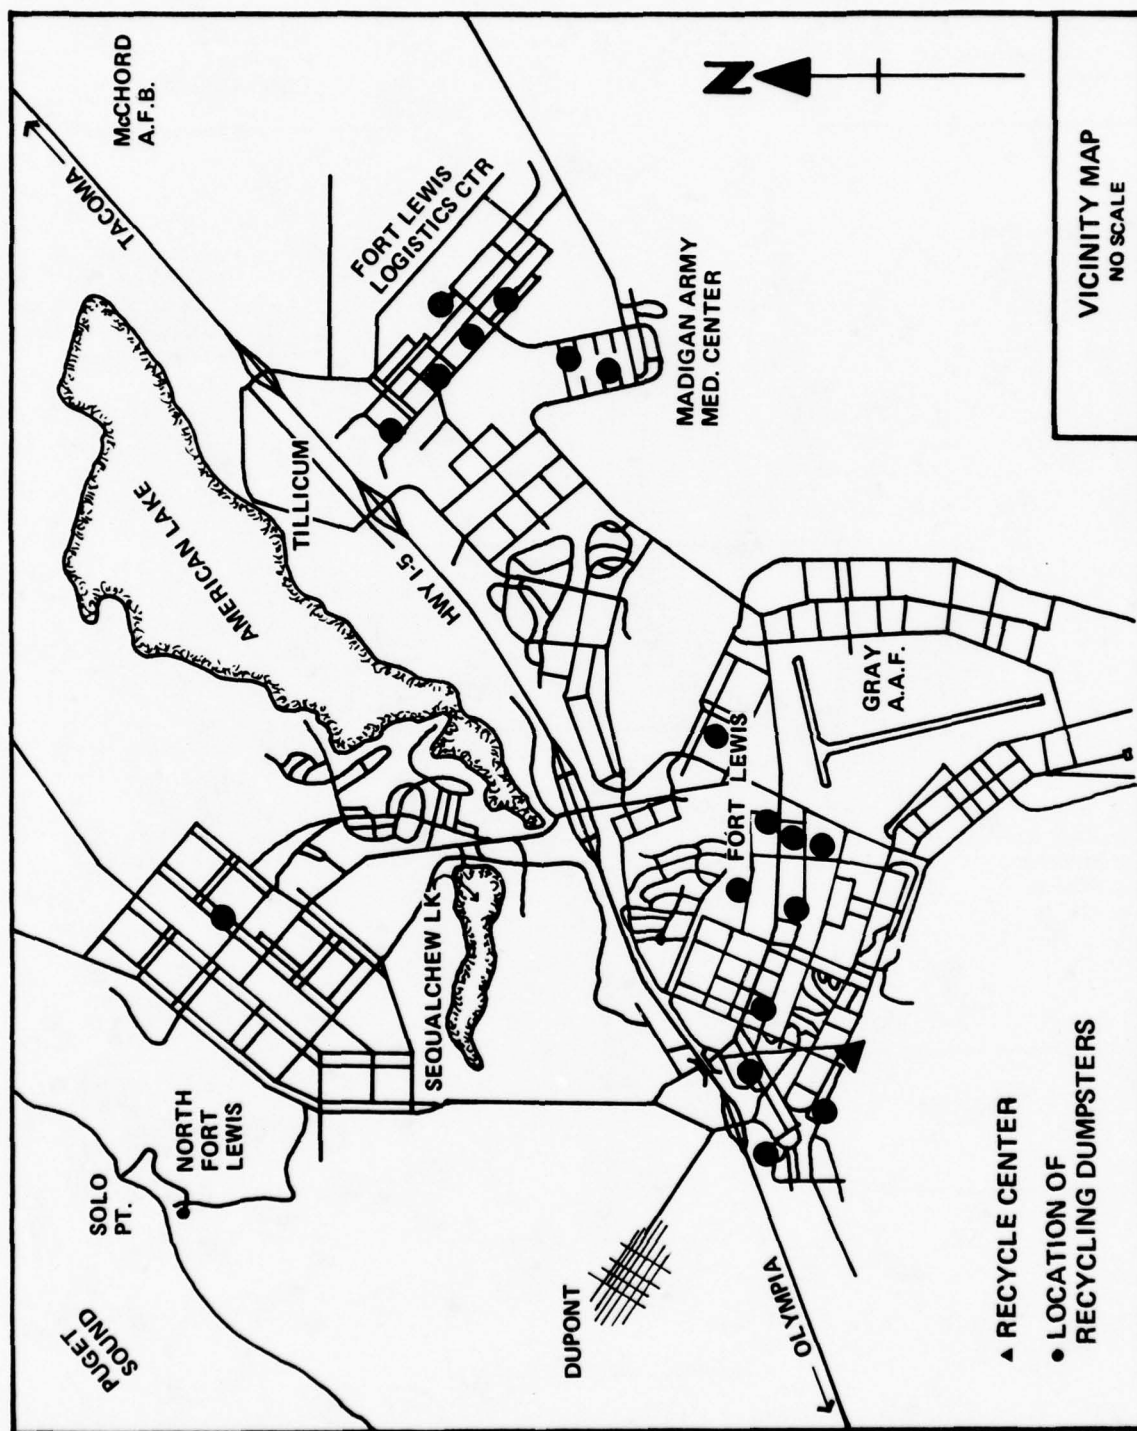 PUGET
SOUND
SOLO
PT.
NORTH
FORT
LEWIS
AMERICAN LAKE
TACOMA
McCHORD
A.F.B.
TILLICUM
HWY I-5
FORT LEWIS
LOGISTICS CTR
SEQUALCHEW LK
MADIGAN ARMY
MED. CENTER
DUPONT
OLYMPIA
FORT LEWIS
GRAY
A.A.F.
N
▲ RECYCLE CENTER
● LOCATION OF
RECYCLING DUMPSTERS
VICINITY MAP
NO SCALE